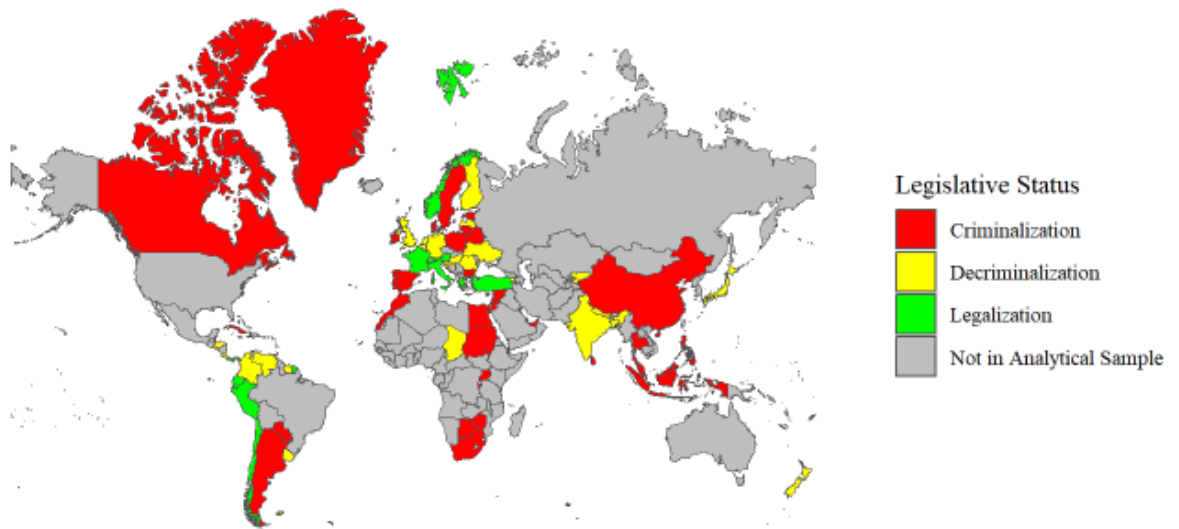 Legislative Status
Criminalization
Decriminalization
Legalization
Not in Analytical Sample